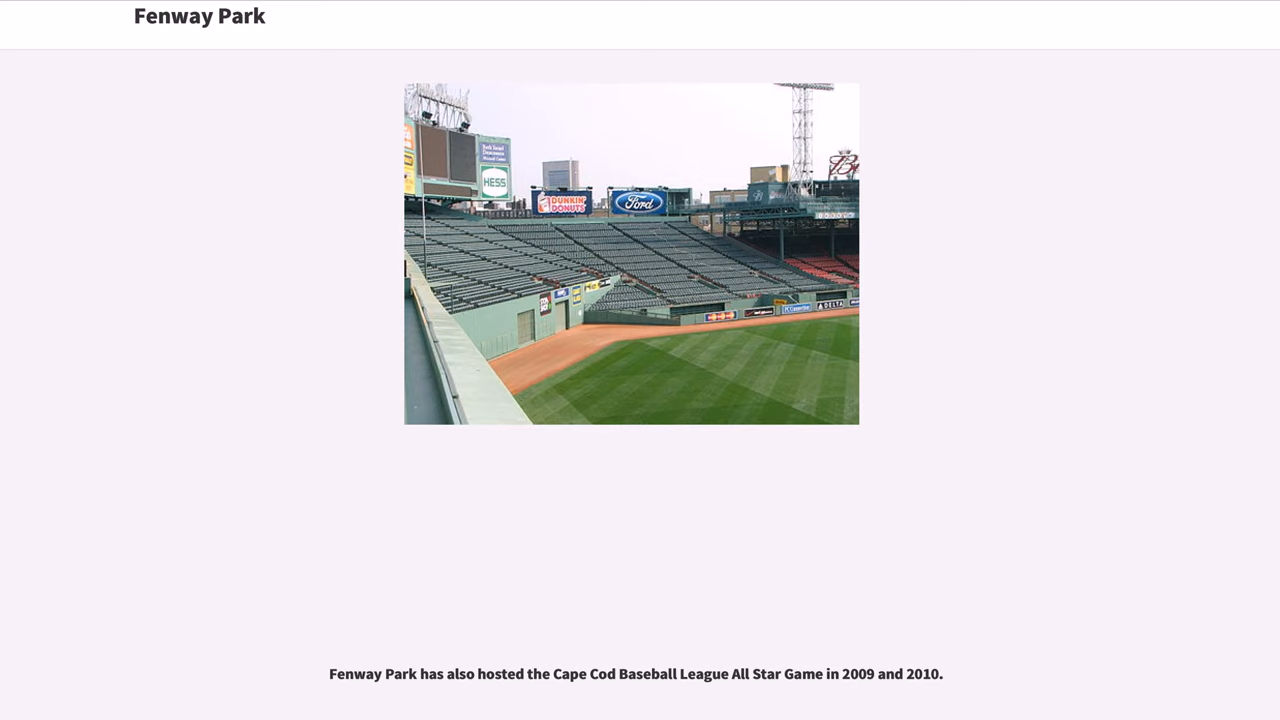 Fenway Park
HESS
DUNKIN'
DONUTS
Ford
DELTA
Fenway Park has also hosted the Cape Cod Baseball League All Star Game in 2009 and 2010.